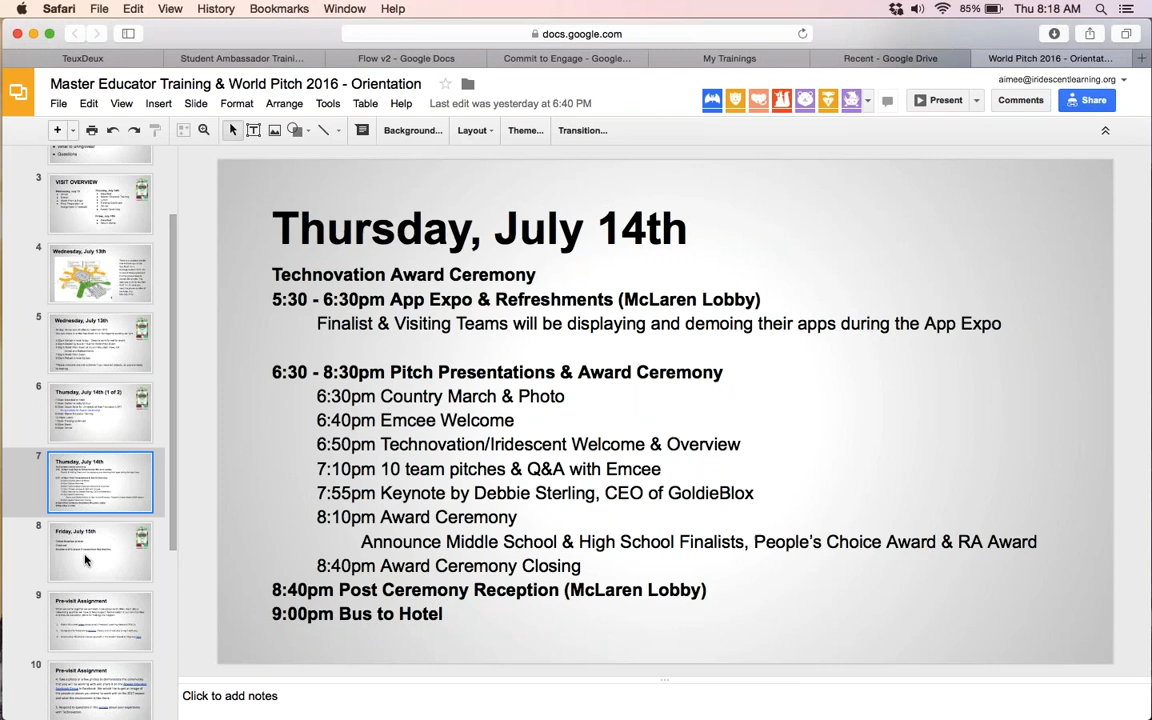 Safari File Edit View History Bookmarks Window Help 85% Thu 8:18 AM
docs.google.com
TeuxDeux Student Ambassador Traini... Flow v2 - Google Docs Commit to Engage - Google... My Trainings Recent - Google Drive World Pitch 2016 - Orientat...
Master Educator Training & World Pitch 2016 - Orientation
aimee@iridescentlearning.org
File Edit View Insert Slide Format Arrange Tools Table Help Last edit was yesterday at 6:40 PM
Present Comments Share
Background... Layout Theme... Transition...
Questions
3
VISIT OVERVIEW
4
Wednesday, July 13th
5
Wednesday, July 13th
6
Thursday, July 14th (1 of 2)
7
Thursday, July 14th
8
Friday, July 15th
9
Pre-visit Assignment
10
Pre-visit Assignment
Thursday, July 14th
Technovation Award Ceremony
5:30 - 6:30pm App Expo & Refreshments (McLaren Lobby)
Finalist & Visiting Teams will be displaying and demoing their apps during the App Expo
6:30 - 8:30pm Pitch Presentations & Award Ceremony
6:30pm Country March & Photo
6:40pm Emcee Welcome
6:50pm Technovation/Iridescent Welcome & Overview
7:10pm 10 team pitches & Q&A with Emcee
7:55pm Keynote by Debbie Sterling, CEO of GoldieBlox
8:10pm Award Ceremony
Announce Middle School & High School Finalists, People's Choice Award & RA Award
8:40pm Award Ceremony Closing
8:40pm Post Ceremony Reception (McLaren Lobby)
9:00pm Bus to Hotel
Click to add notes